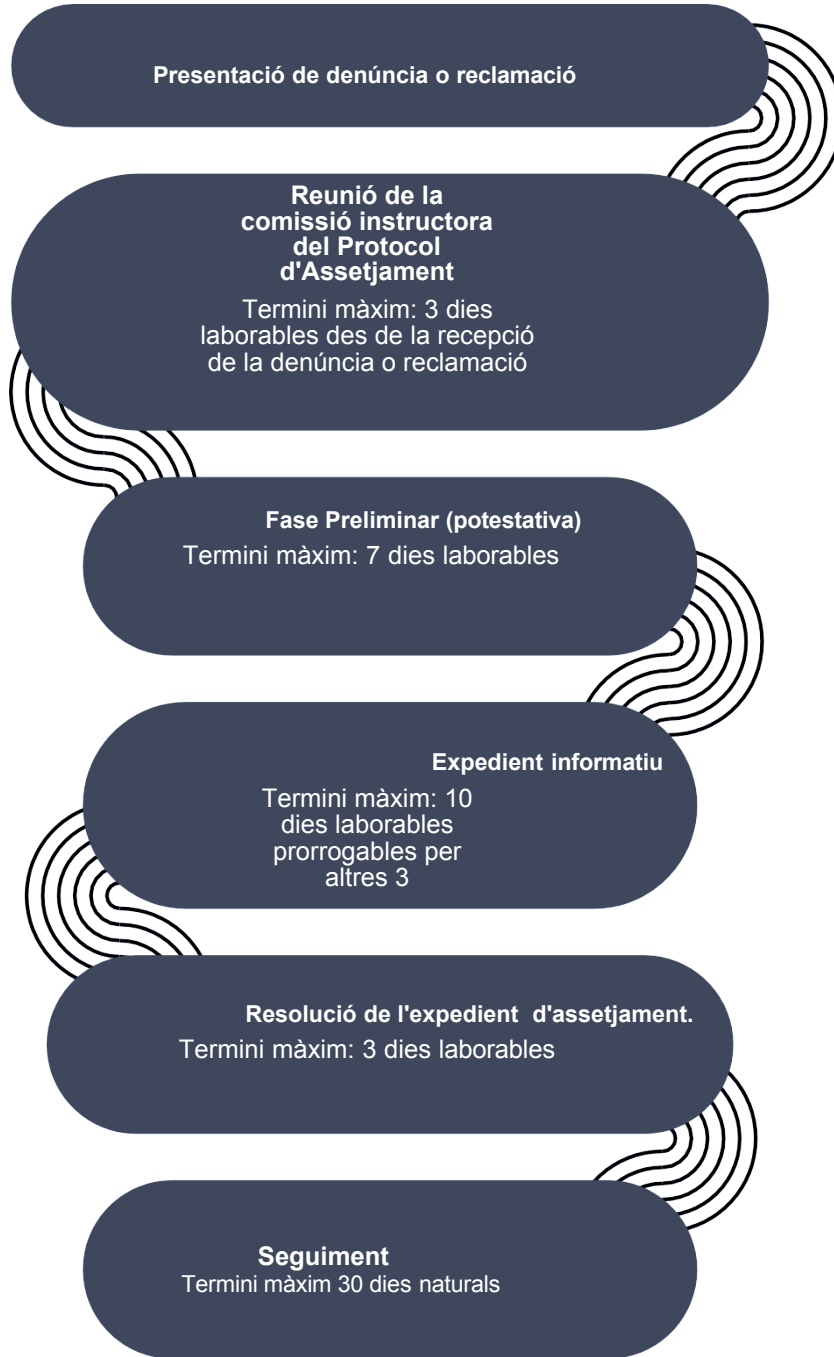 Presentació de denúncia o reclamació
Reunió de la
comissió instructora
del Protocol
d'Assetjament
Termini màxim: 3 dies
laborables des de la recepció
de la denúncia o reclamació
Fase Preliminar (potestativa)
Termini màxim: 7 dies laborables
Expedient informatiu
Termini màxim: 10
dies laborables
prorrogables per
altres 3
Resolució de l'expedient d'assetjament.
Termini màxim: 3 dies laborables
Seguiment
Termini màxim 30 dies naturals